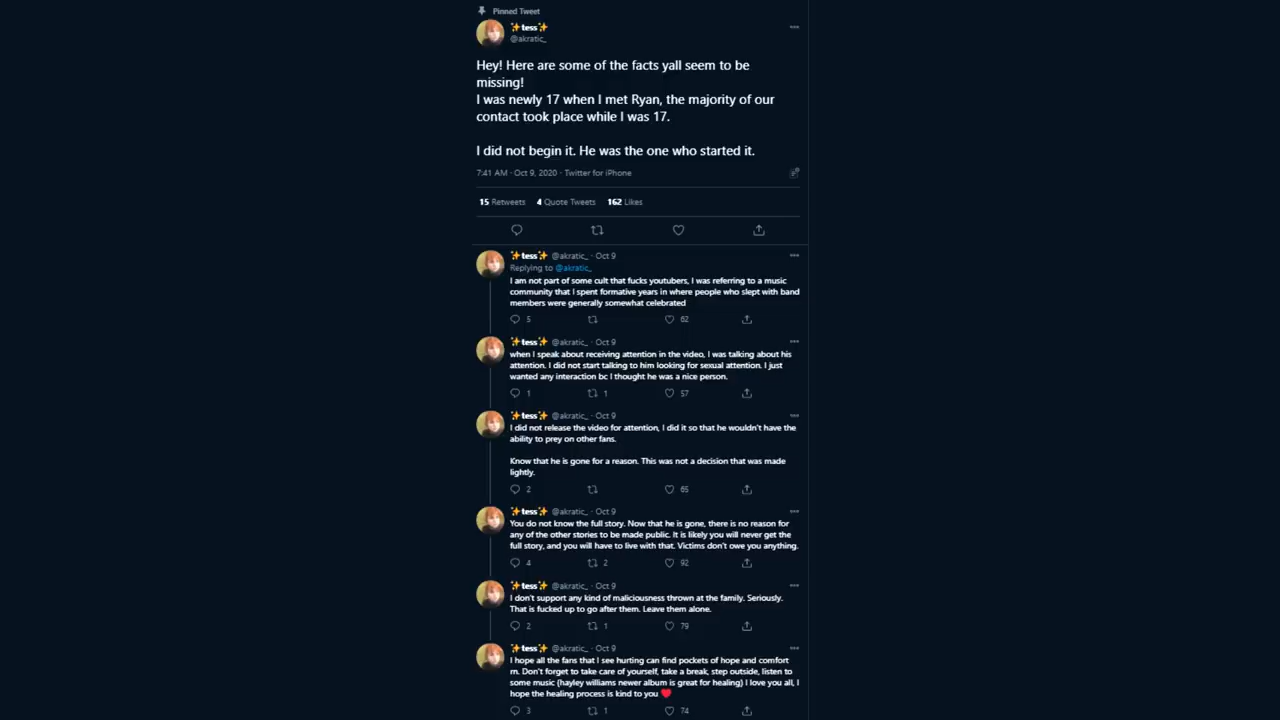 Pinned Tweet
✨tess✨
@akratic_
Hey! Here are some of the facts yall seem to be
missing!
I was newly 17 when I met Ryan, the majority of our
contact took place while I was 17.
I did not begin it. He was the one who started it.
7:41 AM · Oct 9, 2020 · Twitter for iPhone
15 Retweets 4 Quote Tweets 162 Likes
✨tess✨ @akratic_ · Oct 9
Replying to @akratic_
I am not part of some cult that fucks youtubers, I was referring to a music
community that I spent formative years in where people who slept with band
members were generally somewhat celebrated
5 62
✨tess✨ @akratic_ · Oct 9
when I speak about receiving attention in the video, I was talking about his
attention. I did not start talking to him looking for sexual attention. I just
wanted any interaction bc I thought he was a nice person.
1 1 57
✨tess✨ @akratic_ · Oct 9
I did not release the video for attention, I did it so that he wouldn't have the
ability to prey on other fans.
Know that he is gone for a reason. This was not a decision that was made
lightly.
2 65
✨tess✨ @akratic_ · Oct 9
You do not know the full story. Now that he is gone, there is no reason for
any of the other stories to be made public. It is likely you will never get the
full story, and you will have to live with that. Victims don't owe you anything.
4 2 92
✨tess✨ @akratic_ · Oct 9
I don't support any kind of maliciousness thrown at the family. Seriously.
That is fucked up to go after them. Leave them alone.
2 1 79
✨tess✨ @akratic_ · Oct 9
I hope all the fans that I see hurting can find pockets of hope and comfort
rn. Don't forget to take care of yourself, take a break, step outside, listen to
some music (hayley williams newer album is great for healing) I love you all, I
hope the healing process is kind to you ♥
3 1 74